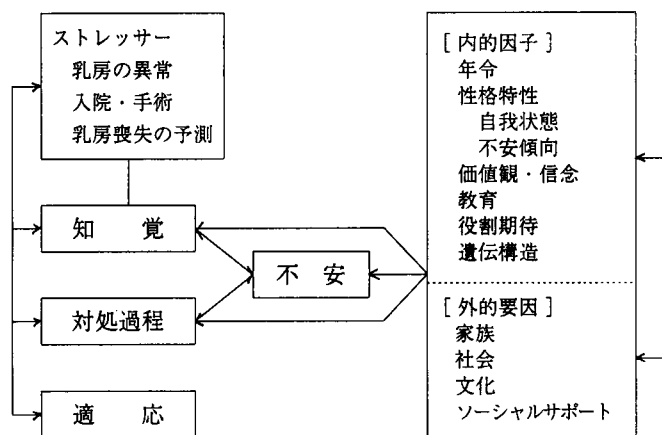 ストレッサー
乳房の異常
入院・手術
乳房喪失の予測
知 覚
不 安
対処過程
適 応
[ 内的因子 ]
年令
性格特性
自我状態
不安傾向
価値観・信念
教育
役割期待
遺伝構造
[ 外的要因 ]
家族
社会
文化
ソーシャルサポート